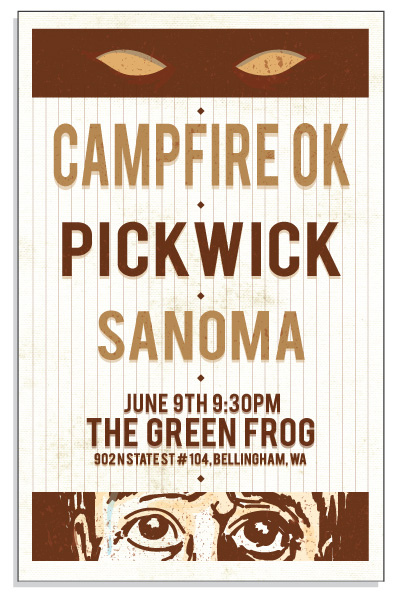 CAMPFIRE OK
PICKWICK
SANOMA
JUNE 9TH 9:30PM
THE GREEN FROG
902 N STATE ST # 104, BELLINGHAM, WA